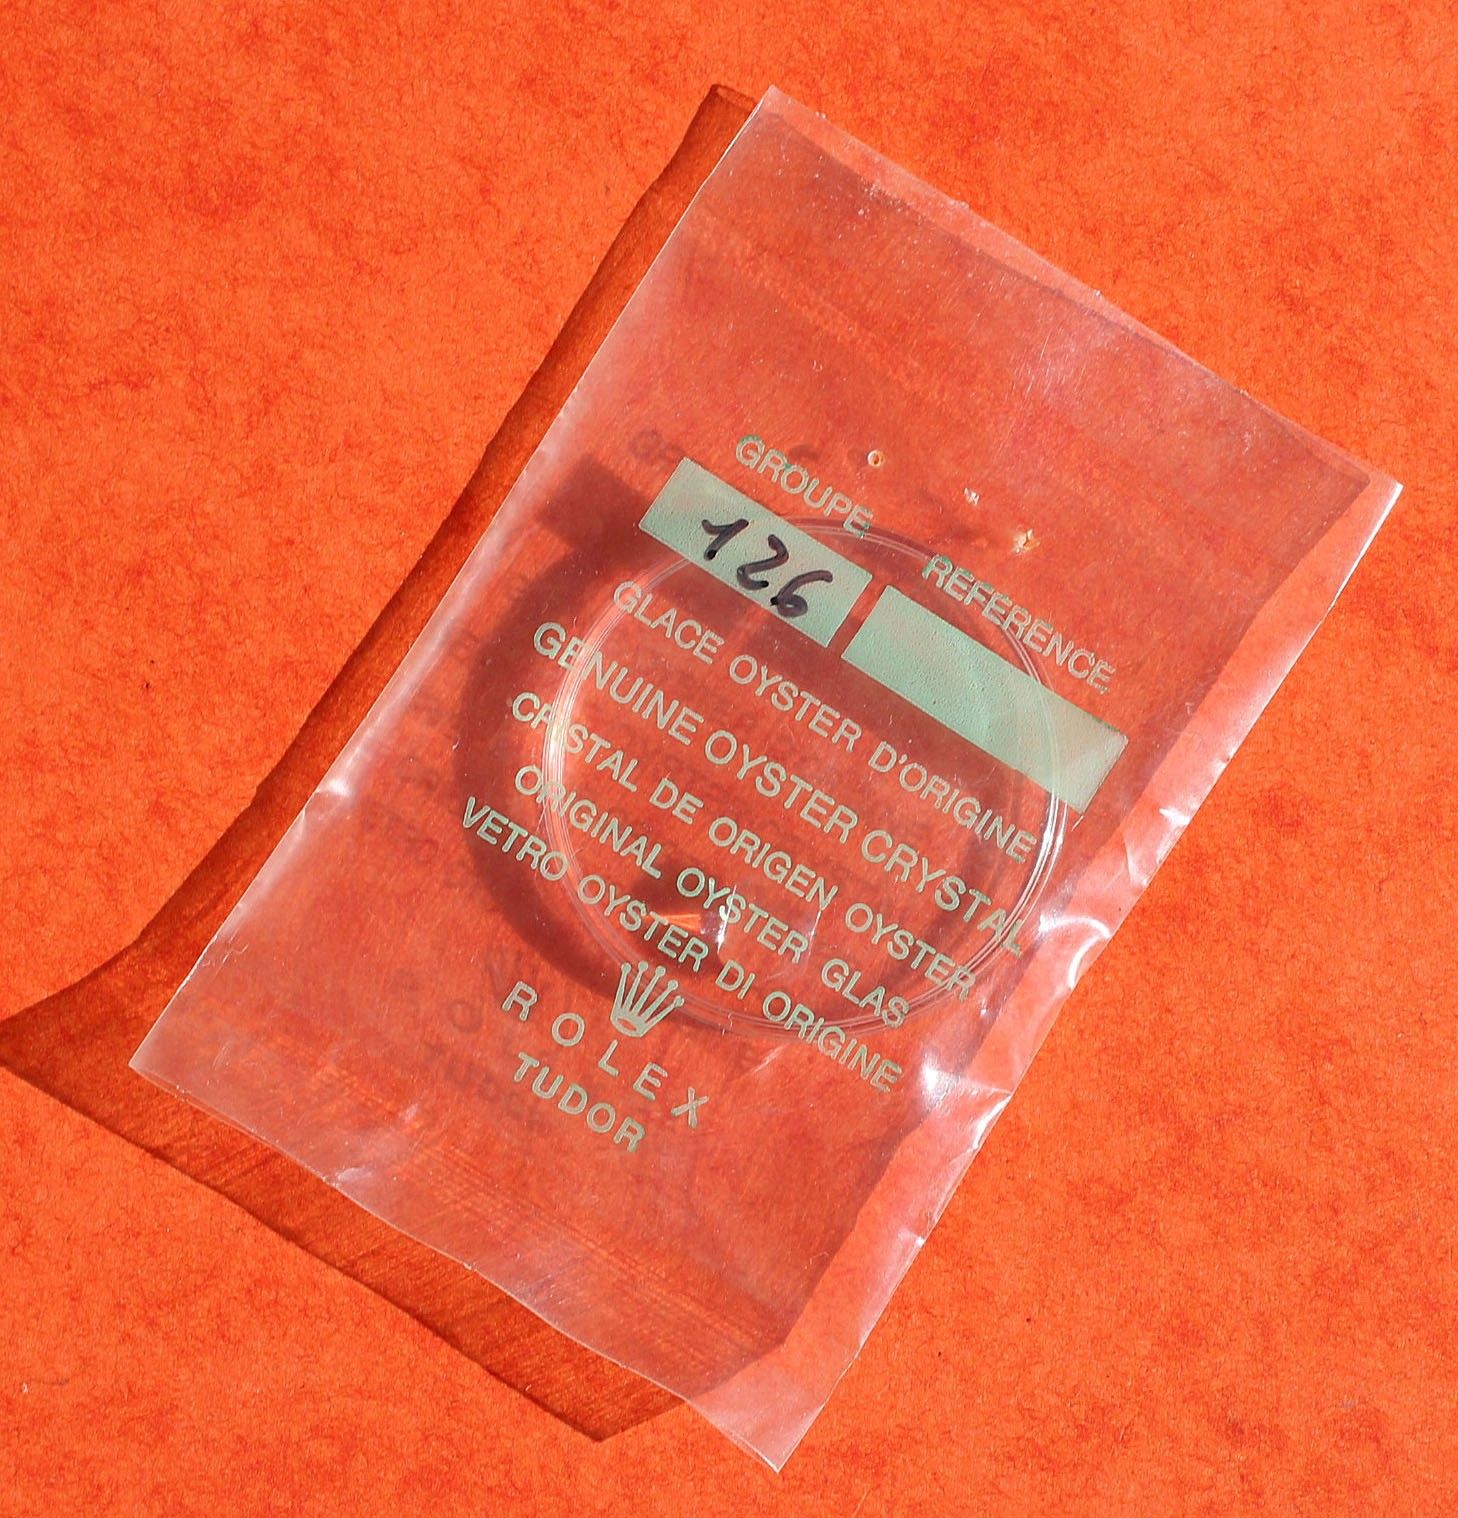 GROUPE RÉFÉRENCE
126
GLACE OYSTER D'ORIGINE
GENUINE OYSTER CRYSTAL
CRISTAL DE ORIGEN OYSTER
ORIGINAL OYSTER GLAS
VETRO OYSTER DI ORIGINE
ROLEX
TUDOR